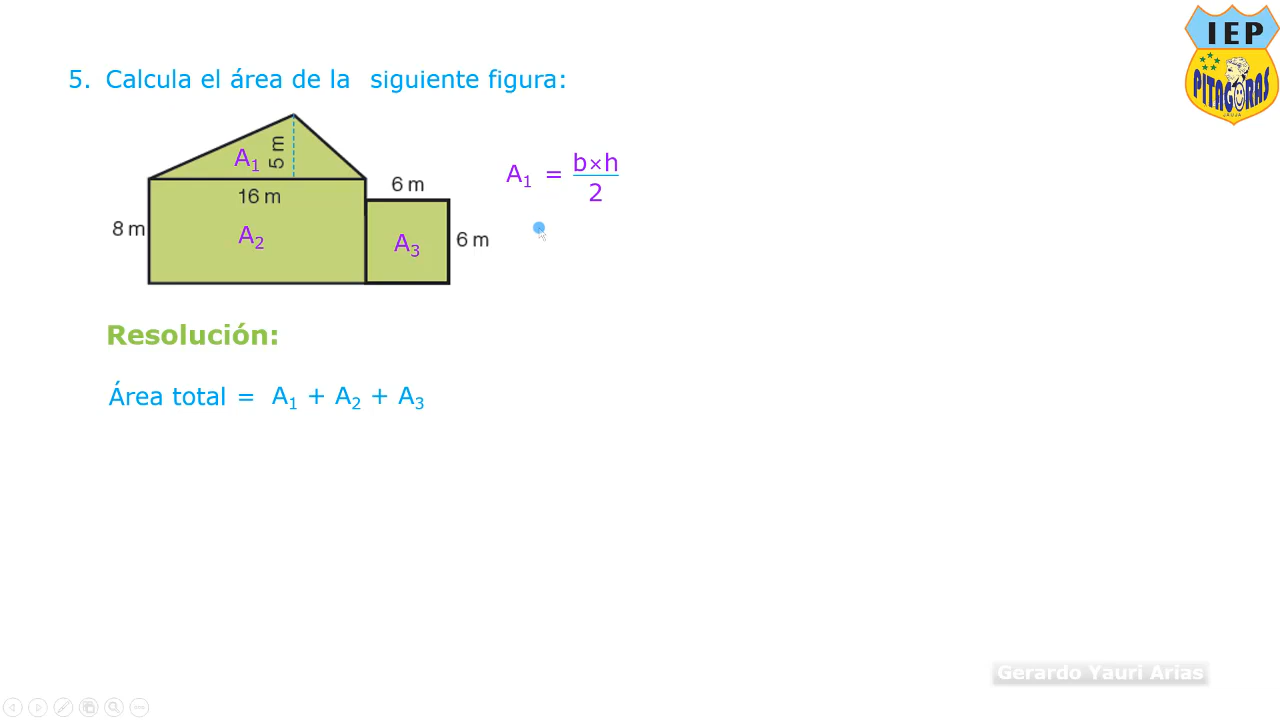 IEP
PITAGORAS
JAUJA
5. Calcula el área de la siguiente figura:
A₁
5 m
16 m
8 m
A₂
6 m
A₃
6 m
A₁ = b×h
2
Resolución:
Área total = A₁ + A₂ + A₃
Gerardo Yauri Arias